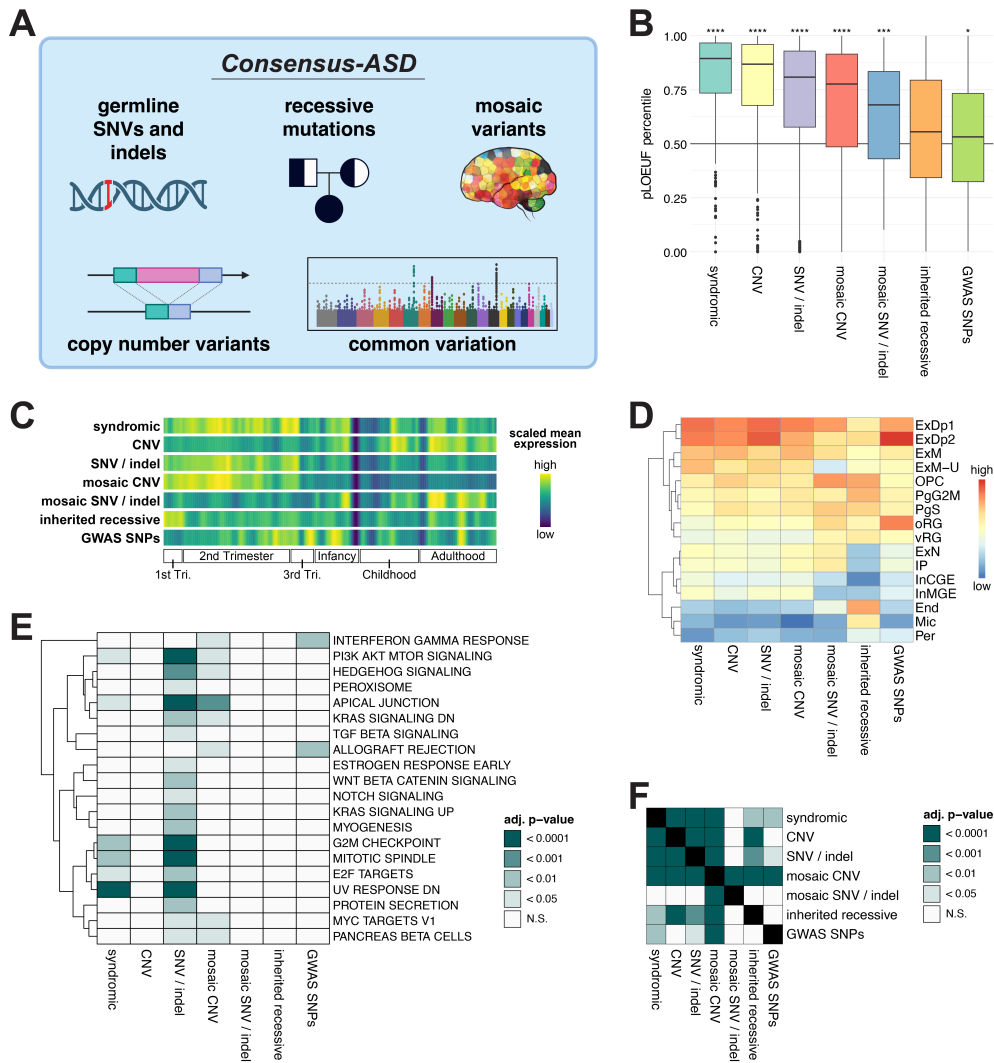 A
Consensus-ASD
germline
SNVs and
indels
recessive
mutations
mosaic
variants
copy number variants
common variation
B
pLOEUF percentile
1.00
0.75
0.50
0.25
0.00
****
****
****
****
***
*
syndromic
CNV
SNV / indel
mosaic CNV
mosaic SNV / indel
inherited recessive
GWAS SNPs
C
syndromic
CNV
SNV / indel
mosaic CNV
mosaic SNV / indel
inherited recessive
GWAS SNPs
1st Tri.
2nd Trimester
3rd Tri.
Infancy
Childhood
Adulthood
scaled mean
expression
high
low
D
ExDp1
ExDp2
ExM
ExM-U
OPC
PgG2M
PgS
oRG
vRG
ExN
IP
InCGE
InMGE
End
Mic
Per
syndromic
CNV
SNV / indel
mosaic CNV
mosaic SNV / indel
inherited recessive
GWAS SNPs
high
low
E
INTERFERON GAMMA RESPONSE
PI3K AKT MTOR SIGNALING
HEDGEHOG SIGNALING
PEROXISOME
APICAL JUNCTION
KRAS SIGNALING DN
TGF BETA SIGNALING
ALLOGRAFT REJECTION
ESTROGEN RESPONSE EARLY
WNT BETA CATENIN SIGNALING
NOTCH SIGNALING
KRAS SIGNALING UP
MYOGENESIS
G2M CHECKPOINT
MITOTIC SPINDLE
E2F TARGETS
UV RESPONSE DN
PROTEIN SECRETION
MYC TARGETS V1
PANCREAS BETA CELLS
syndromic
CNV
SNV / indel
mosaic CNV
mosaic SNV / indel
inherited recessive
GWAS SNPs
adj. p-value
< 0.0001
< 0.001
< 0.01
< 0.05
N.S.
F
syndromic
CNV
SNV / indel
mosaic CNV
mosaic SNV / indel
inherited recessive
GWAS SNPs
syndromic
CNV
SNV / indel
mosaic CNV
mosaic SNV / indel
inherited recessive
GWAS SNPs
adj. p-value
< 0.0001
< 0.001
< 0.01
< 0.05
N.S.